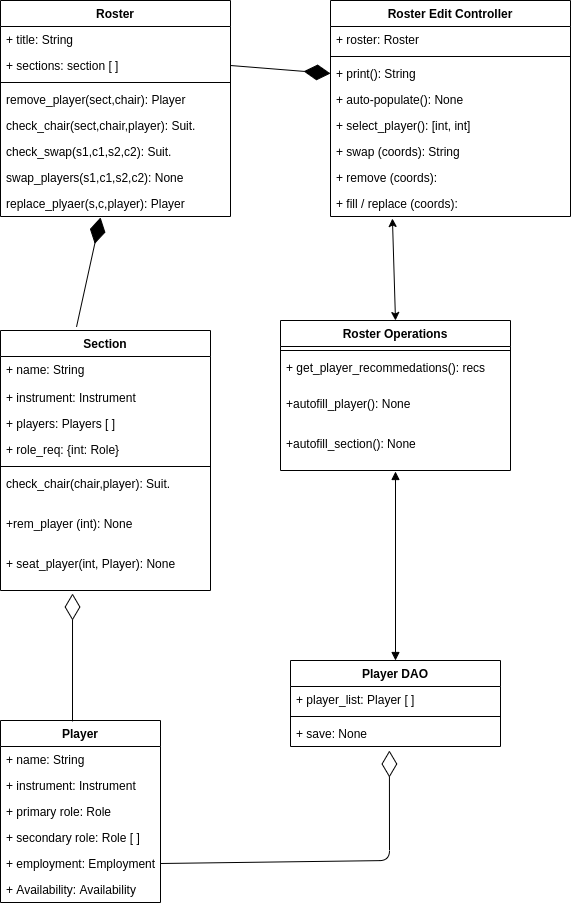 Roster
+ title: String
+ sections: section [ ]
remove_player(sect,chair): Player
check_chair(sect,chair,player): Suit.
check_swap(s1,c1,s2,c2): Suit.
swap_players(s1,c1,s2,c2): None
replace_plyaer(s,c,player): Player
Roster Edit Controller
+ roster: Roster
+ print(): String
+ auto-populate(): None
+ select_player(): [int, int]
+ swap (coords): String
+ remove (coords):
+ fill / replace (coords):
Section
+ name: String
+ instrument: Instrument
+ players: Players [ ]
+ role_req: {int: Role}
check_chair(chair,player): Suit.
+rem_player (int): None
+ seat_player(int, Player): None
Roster Operations
+ get_player_recommedations(): recs
+autofill_player(): None
+autofill_section(): None
Player DAO
+ player_list: Player [ ]
+ save: None
Player
+ name: String
+ instrument: Instrument
+ primary role: Role
+ secondary role: Role [ ]
+ employment: Employment
+ Availability: Availability